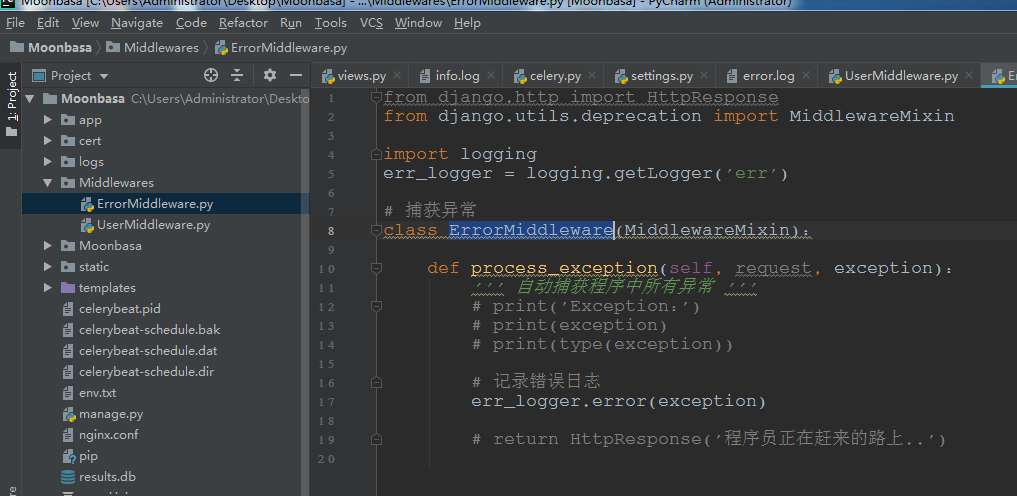 Moonbasa [C:\Users\Administrator\Desktop\Moonbasa] - ...\Middlewares\ErrorMiddleware.py [Moonbasa] - PyCharm (Administrator)
File Edit View Navigate Code Refactor Run Tools VCS Window Help
Moonbasa Middlewares ErrorMiddleware.py
1: Project
Project
views.py info.log celery.py settings.py error.log UserMiddleware.py
Moonbasa C:\Users\Administrator\Deskto
app
cert
logs
Middlewares
ErrorMiddleware.py
UserMiddleware.py
Moonbasa
static
templates
celerybeat.pid
celerybeat-schedule.bak
celerybeat-schedule.dat
celerybeat-schedule.dir
env.txt
manage.py
nginx.conf
pip
results.db
1 from django.http import HttpResponse
2 from django.utils.deprecation import MiddlewareMixin
3
4 import logging
5 err_logger = logging.getLogger('err')
6
7 # 捕获异常
8 class ErrorMiddleware(MiddlewareMixin):
9
10 def process_exception(self, request, exception):
11 ''' 自动捕获程序中所有异常 '''
12 # print('Exception:')
13 # print(exception)
14 # print(type(exception))
15
16 # 记录错误日志
17 err_logger.error(exception)
18
19 # return HttpResponse('程序员正在赶来的路上..')
20